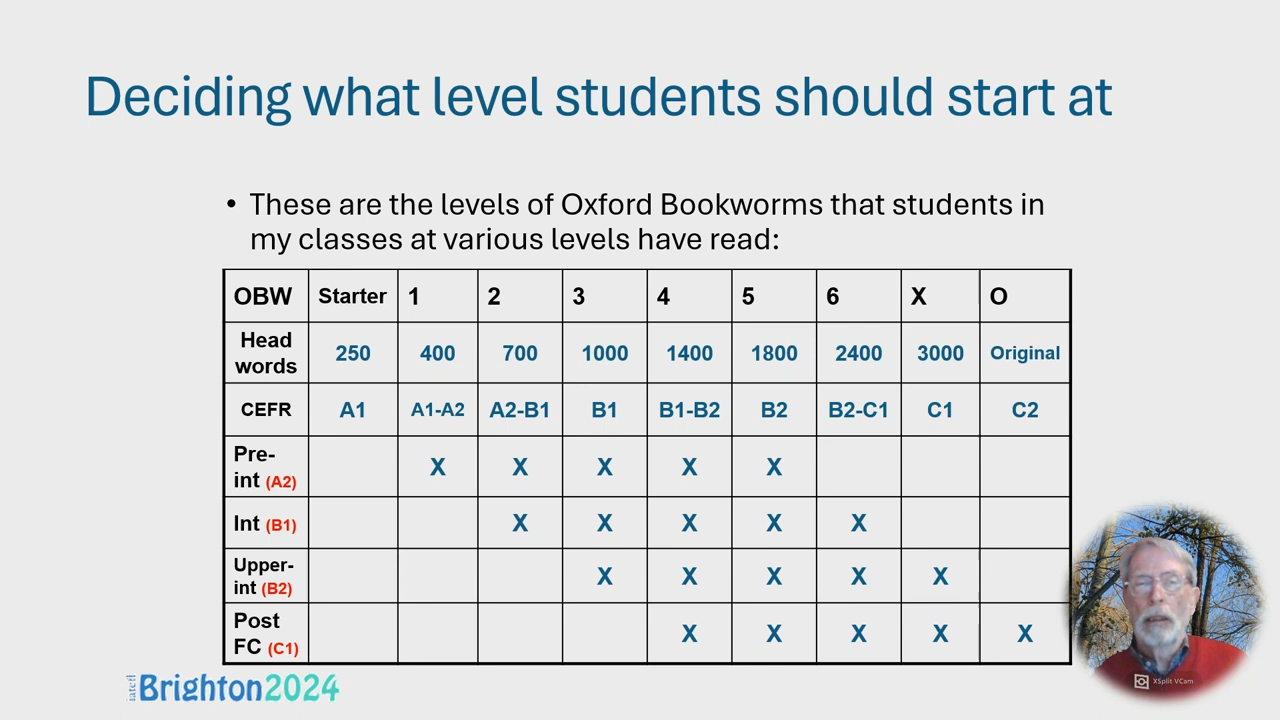 Deciding what level students should start at
• These are the levels of Oxford Bookworms that students in
my classes at various levels have read:
OBW Starter 1 2 3 4 5 6 X O
Head
words 250 400 700 1000 1400 1800 2400 3000 Original
CEFR A1 A1-A2 A2-B1 B1 B1-B2 B2 B2-C1 C1 C2
Pre-
int (A2) X X X X X
Int (B1) X X X X X
Upper-
int (B2) X X X X X
Post
FC (C1) X X X X X
iatefl Brighton2024
XSplit VCam